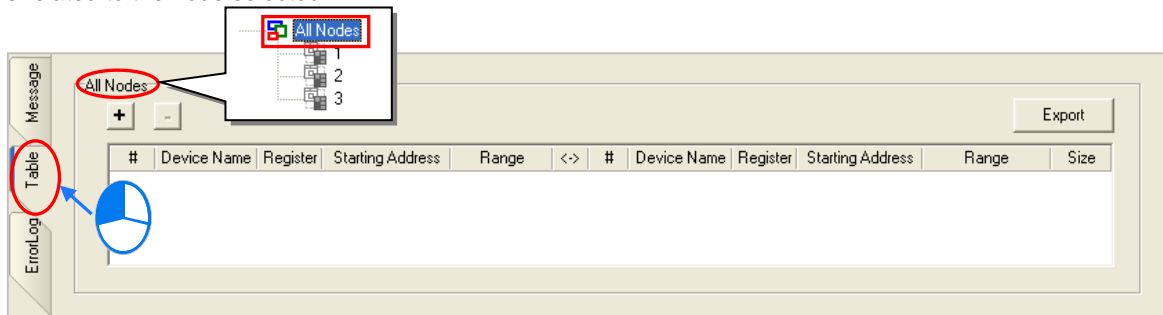 All Nodes
1
2
3
Message
Table
ErrorLog
All Nodes
+
-
Export
# Device Name Register Starting Address Range <-> # Device Name Register Starting Address Range Size